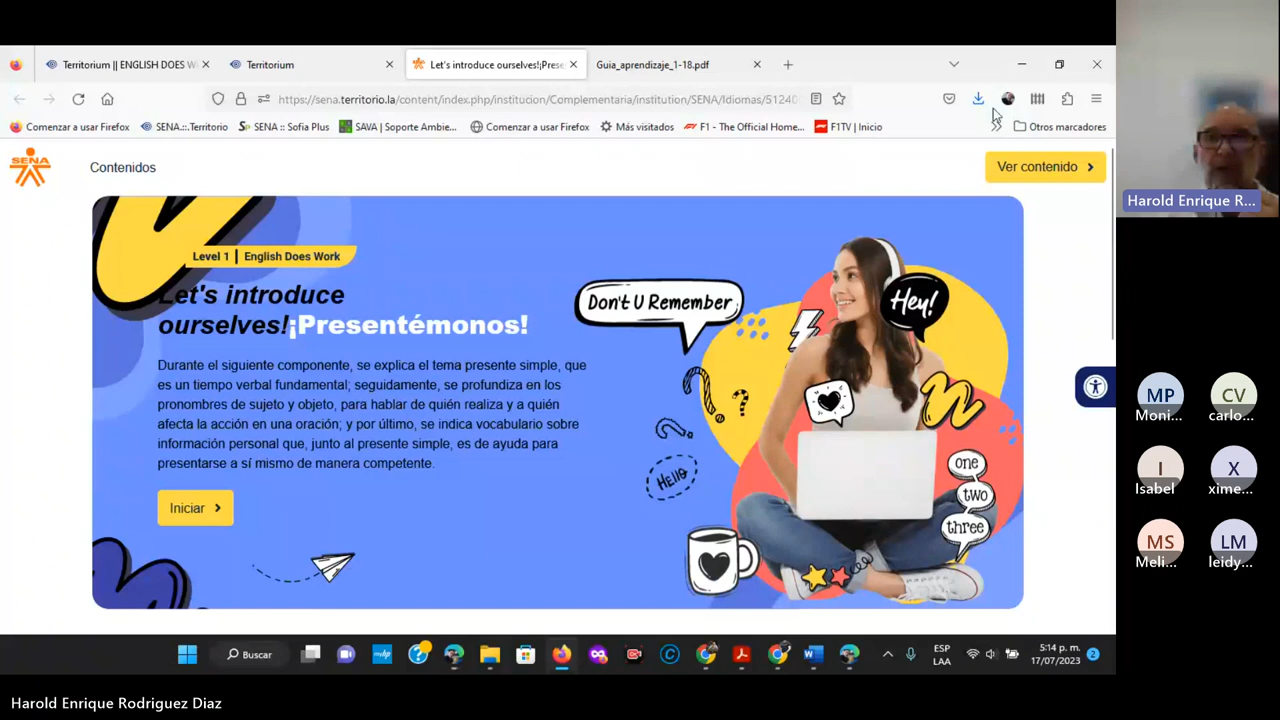 Territorium || ENGLISH DOES W
Territorium
Let's introduce ourselves!¡Prese
Guia_aprendizaje_1-18.pdf
https://sena.territorio.la/content/index.php/institucion/Complementaria/institution/SENA/Idiomas/51240
Comenzar a usar Firefox
SENA.::.Territorio
SENA :: Sofia Plus
SAVA | Soporte Ambie...
Comenzar a usar Firefox
Más visitados
F1 - The Official Home...
F1TV | Inicio
Otros marcadores
SENA
Contenidos
Ver contenido
Level 1 | English Does Work
Let's introduce
ourselves!¡Presentémonos!
Durante el siguiente componente, se explica el tema presente simple, que
es un tiempo verbal fundamental; seguidamente, se profundiza en los
pronombres de sujeto y objeto, para hablar de quién realiza y a quién
afecta la acción en una oración; y por último, se indica vocabulario sobre
información personal que, junto al presente simple, es de ayuda para
presentarse a sí mismo de manera competente.
Iniciar
Don't U Remember
Hey!
Hello
one
two
three
Harold Enrique R...
MP
Moni...
CV
carlo...
I
Isabel
X
xime...
MS
Meli...
LM
leidy...
Buscar
ESP
LAA
5:14 p. m.
17/07/2023
2
Harold Enrique Rodriguez Diaz